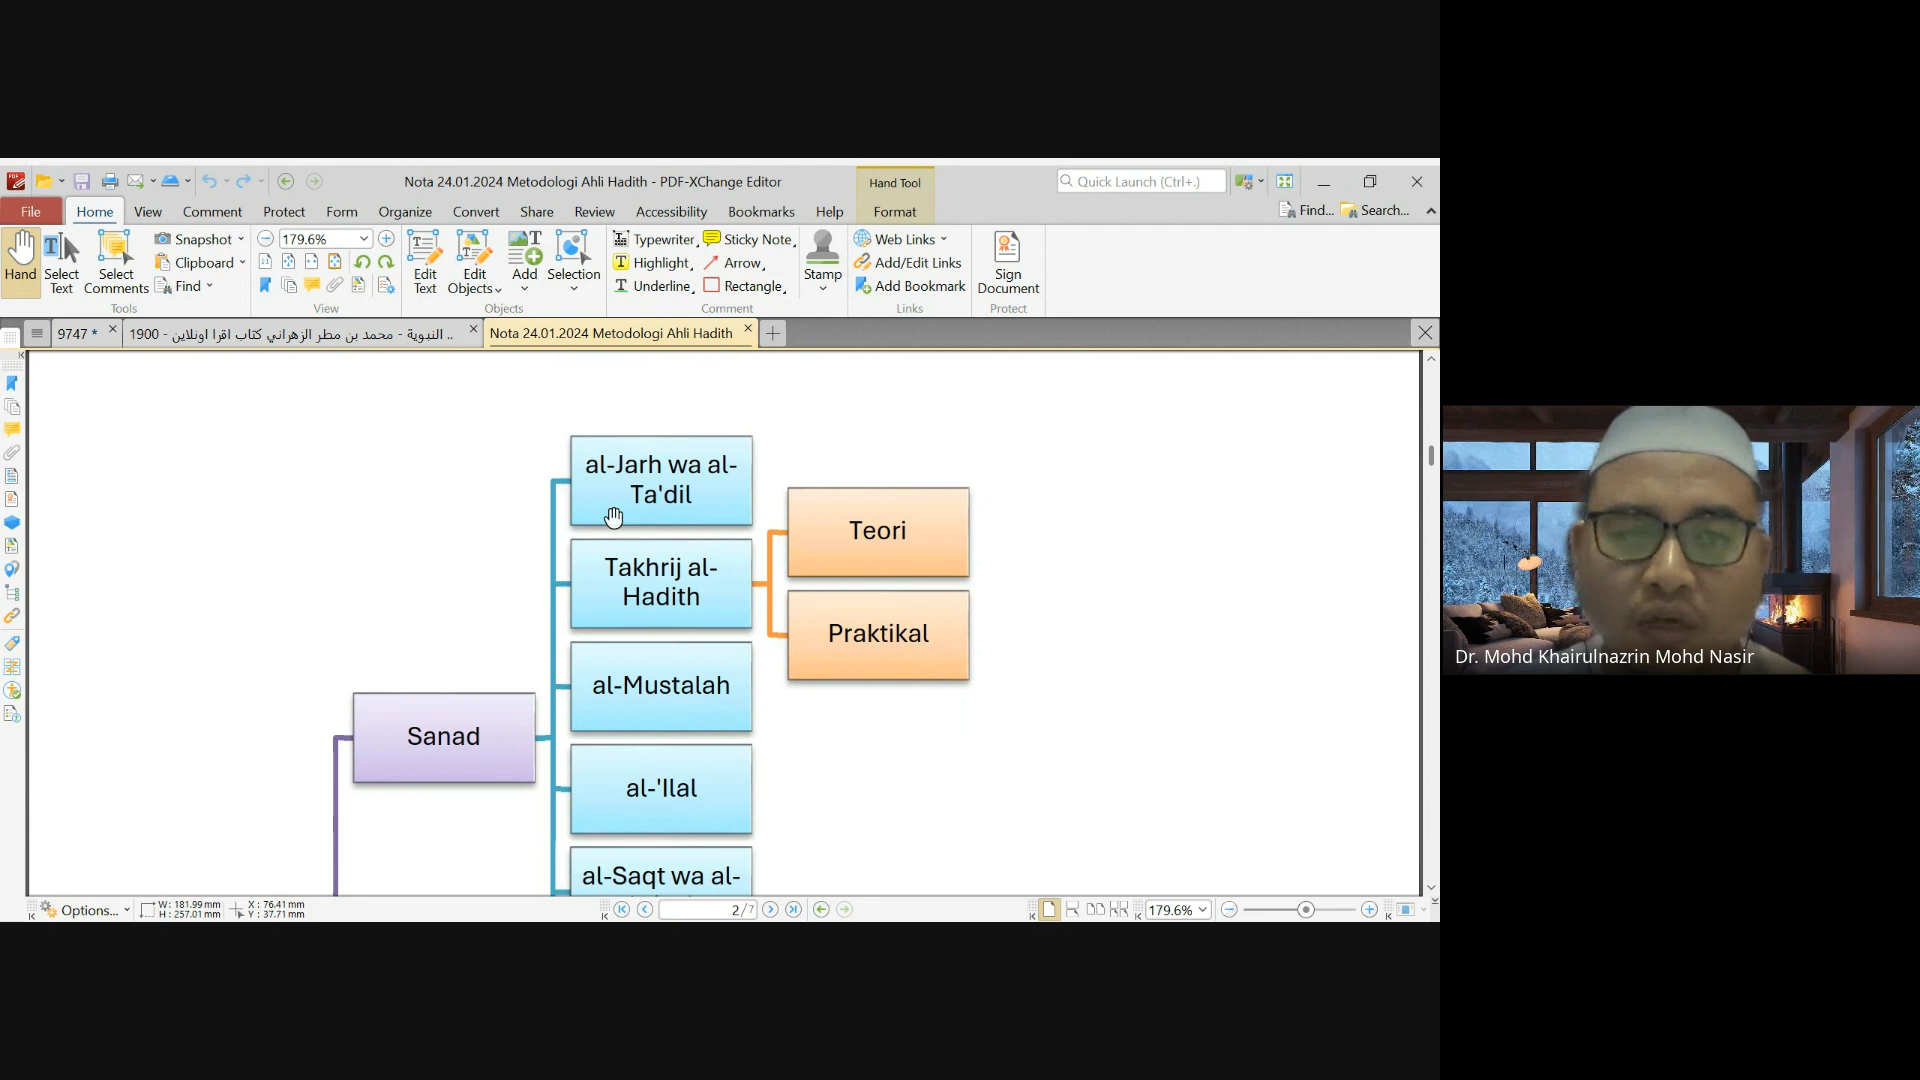 Nota 24.01.2024 Metodologi Ahli Hadith - PDF-XChange Editor
Hand Tool
Quick Launch (Ctrl+.)
File
Home
View
Comment
Protect
Form
Organize
Convert
Share
Review
Accessibility
Bookmarks
Help
Format
Find...
Search...
Hand
Select Text
Select Comments
Snapshot
Clipboard
Find
Tools
179.6%
View
Edit Text
Edit Objects
Add
Selection
Objects
Typewriter
Highlight
Underline
Sticky Note
Arrow
Rectangle
Comment
Stamp
Web Links
Add/Edit Links
Add Bookmark
Links
Sign Document
Protect
9747 *
النبوية - محمد بن مطر الزهراني كتاب اقرا اونلاين - 1900 ..
Nota 24.01.2024 Metodologi Ahli Hadith
al-Jarh wa al-
Ta'dil
Teori
Takhrij al-
Hadith
Praktikal
al-Mustalah
Sanad
al-'Ilal
al-Saqt wa al-
Options...
W: 181.99 mm
H: 257.01 mm
X: 76.41 mm
Y: 37.71 mm
2/7
179.6%
Dr. Mohd Khairulnazrin Mohd Nasir